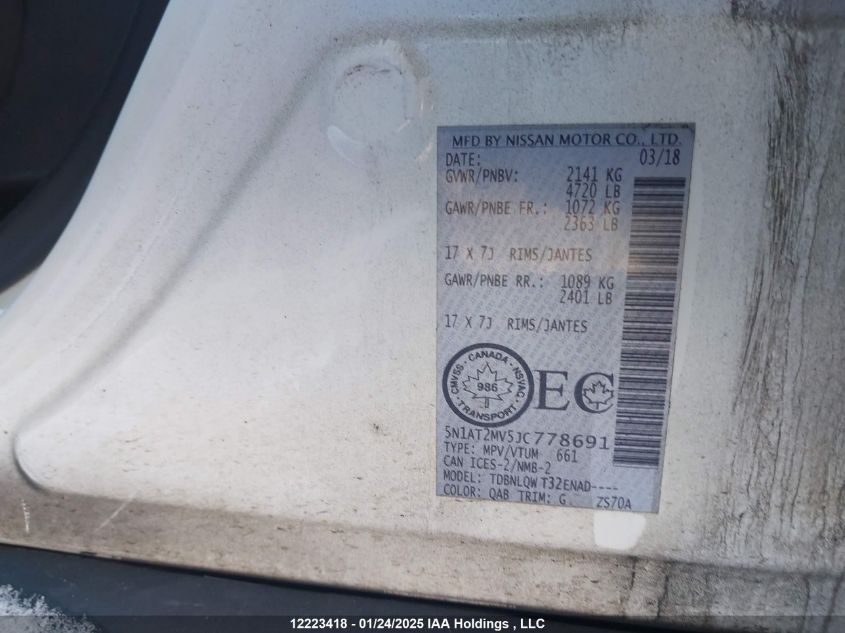 MFD BY NISSAN MOTOR CO., LTD.
DATE: 03/18
GVWR/PNBV: 2141 KG
4720 LB
GAWR/PNBE FR.: 1072 KG
2363 LB
17 X 7J RIMS/JANTES
GAWR/PNBE RR.: 1089 KG
2401 LB
17 X 7J RIMS/JANTES
CMVSS · CANADA · NSVAC
986
TRANSPORT
EC
5N1AT2MV5JC778691
TYPE: MPV/VTUM 661
CAN ICES-2/NMB-2
MODEL: TDBNLQW T32ENAD----
COLOR: QAB TRIM: G. ZS70A
12223418 - 01/24/2025 IAA Holdings , LLC